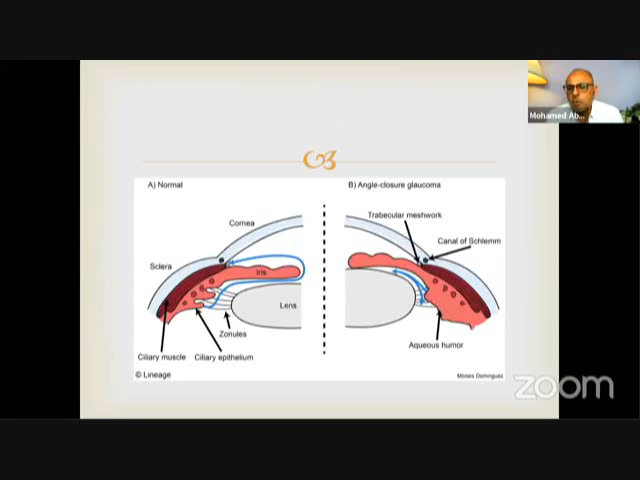 Mohamed Ab...
A) Normal
B) Angle-closure glaucoma
Trabecular meshwork
Cornea
Canal of Schlemm
Sclera
Iris
Lens
Zonules
Aqueous humor
Ciliary muscle
Ciliary epithelium
© Lineage
Moises Dominguez
zoom